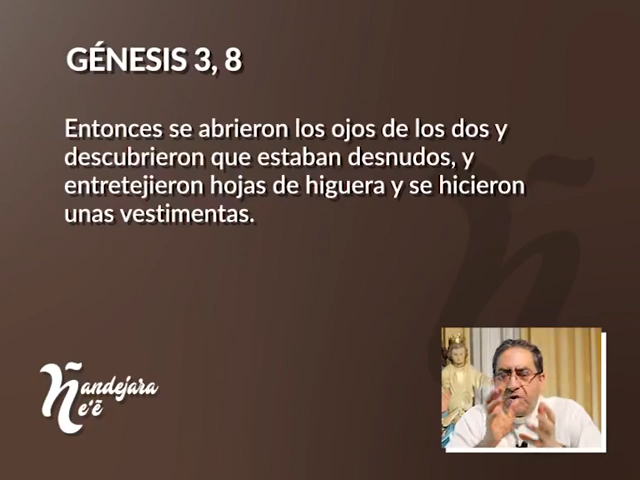 GÉNESIS 3, 8
Entonces se abrieron los ojos de los dos y
descubrieron que estaban desnudos, y
entretejieron hojas de higuera y se hicieron
unas vestimentas.
Ñandejara
Ñe'ẽ